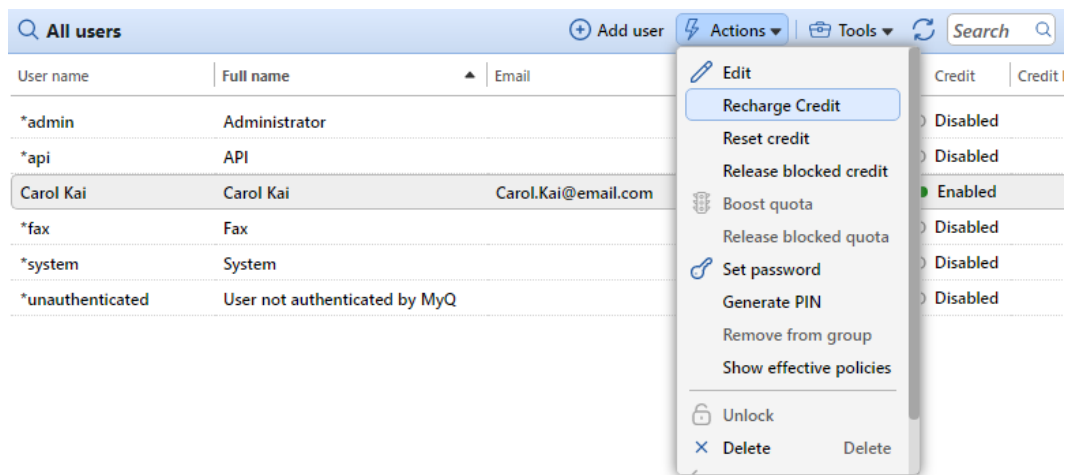 All users Add user Actions Tools Search
User name Full name Email Credit Credit
*admin Administrator Disabled
*api API Disabled
Carol Kai Carol Kai Carol.Kai@email.com Enabled
*fax Fax Disabled
*system System Disabled
*unauthenticated User not authenticated by MyQ Disabled
Edit
Recharge Credit
Reset credit
Release blocked credit
Boost quota
Release blocked quota
Set password
Generate PIN
Remove from group
Show effective policies
Unlock
Delete Delete